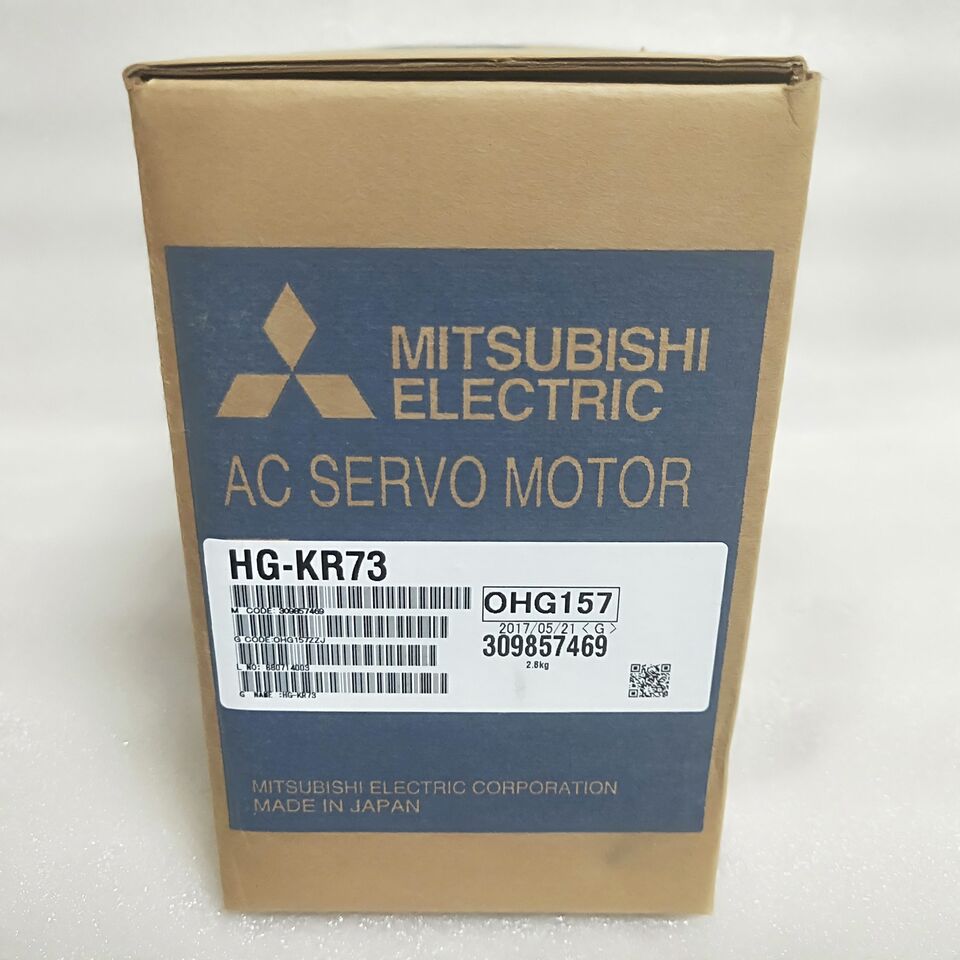 MITSUBISHI
ELECTRIC
AC SERVO MOTOR
HG-KR73
M CODE: 309857469
OHG157
2017/05/21 <G>
G CODE:OHG157ZZJ
309857469
2.8kg
L NO:
G NAME :HG-KR73
MITSUBISHI ELECTRIC CORPORATION
MADE IN JAPAN